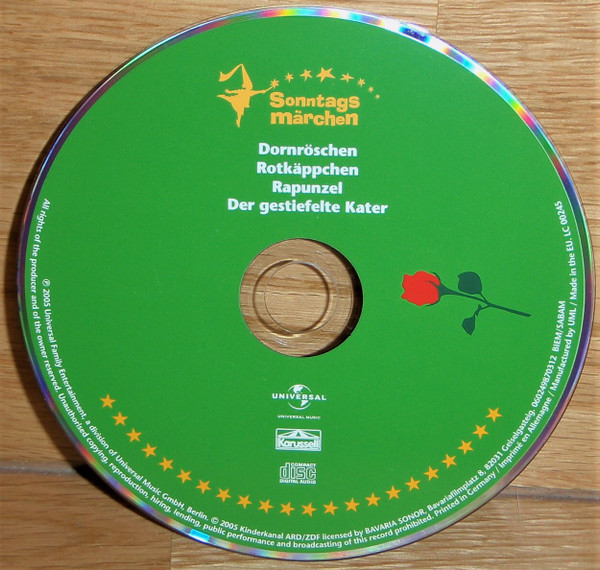 Sonntags
märchen
Dornröschen
Rotkäppchen
Rapunzel
Der gestiefelte Kater
UNIVERSAL
UNIVERSAL MUSIC
Karussell
COMPACT
disc
DIGITAL AUDIO
All rights of the producer and of the owner reserved. Unauthorised copying, reproduction, hiring, lending, public performance and broadcasting of this record prohibited. Printed in Germany / Imprimé en Allemagne / Manufactured by UML / Made in the EU. LC 00245
℗ 2005 Universal Family Entertainment, a division of Universal Music GmbH, Berlin. © 2005 Kinderkanal ARD/ZDF licensed by BAVARIA SONOR, Bavariafilmplatz 8, 82031 Geiselgasteig. 060249870312 BIEM/SABAM